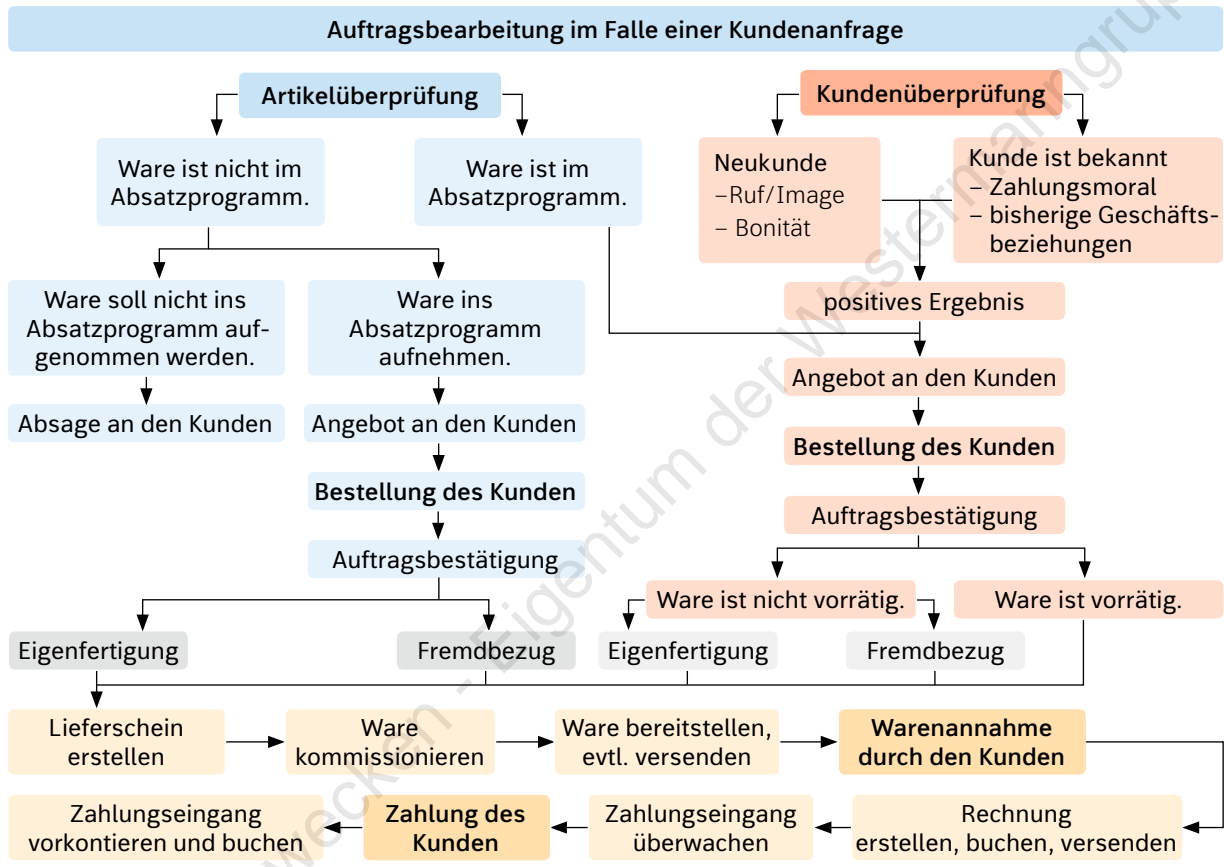 Auftragsbearbeitung im Falle einer Kundenanfrage
Artikelüberprüfung
Kundenüberprüfung
Ware ist nicht im
Absatzprogramm.
Ware ist im
Absatzprogramm.
Neukunde
–Ruf/Image
– Bonität
Kunde ist bekannt
– Zahlungsmoral
– bisherige Geschäfts-
beziehungen
Ware soll nicht ins
Absatzprogramm auf-
genommen werden.
Ware ins
Absatzprogramm
aufnehmen.
positives Ergebnis
Absage an den Kunden
Angebot an den Kunden
Angebot an den Kunden
Bestellung des Kunden
Bestellung des Kunden
Auftragsbestätigung
Auftragsbestätigung
Ware ist nicht vorrätig.
Ware ist vorrätig.
Eigenfertigung
Fremdbezug
Eigenfertigung
Fremdbezug
Lieferschein
erstellen
Ware
kommissionieren
Ware bereitstellen,
evtl. versenden
Warenannahme
durch den Kunden
Zahlungseingang
vorkontieren und buchen
Zahlung des
Kunden
Zahlungseingang
überwachen
Rechnung
erstellen, buchen, versenden
- Eigentum der